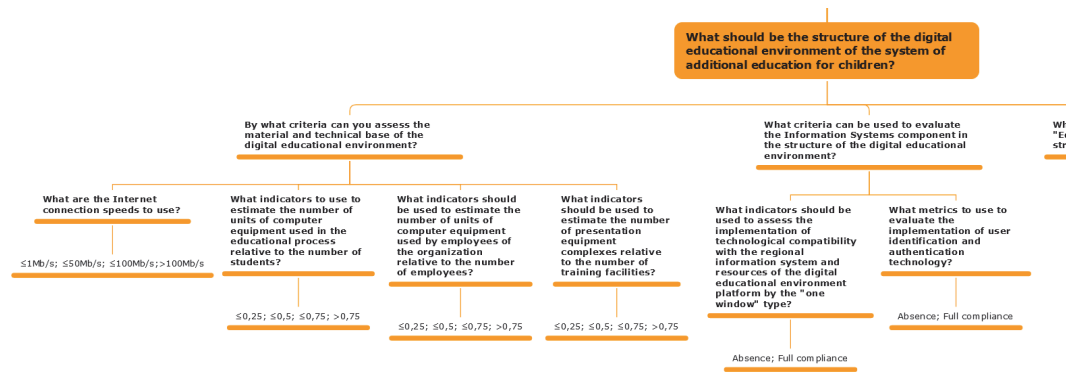 What should be the structure of the digital
educational environment of the system of
additional education for children?
By what criteria can you assess the
material and technical base of the
digital educational environment?
What criteria can be used to evaluate
the Information Systems component in
the structure of the digital educational
environment?
What are the Internet
connection speeds to use?
≤1Mb/s; ≤50Mb/s; ≤100Mb/s;>100Mb/s
What indicators to use to
estimate the number of
units of computer
equipment used in the
educational process
relative to the number of
students?
≤0,25; ≤0,5; ≤0,75; >0,75
What indicators should
be used to estimate the
number of units of
computer equipment
used by employees of
the organization
relative to the number
of employees?
≤0,25; ≤0,5; ≤0,75; >0,75
What indicators
should be used to
estimate the number
of presentation
equipment
complexes relative
to the number of
training facilities?
≤0,25; ≤0,5; ≤0,75; >0,75
What indicators should be
used to assess the
implementation of
technological compatibility
with the regional
information system and
resources of the digital
educational environment
platform by the "one
window" type?
Absence; Full compliance
What metrics to use to
evaluate the
implementation of user
identification and
authentication
technology?
Absence; Full compliance